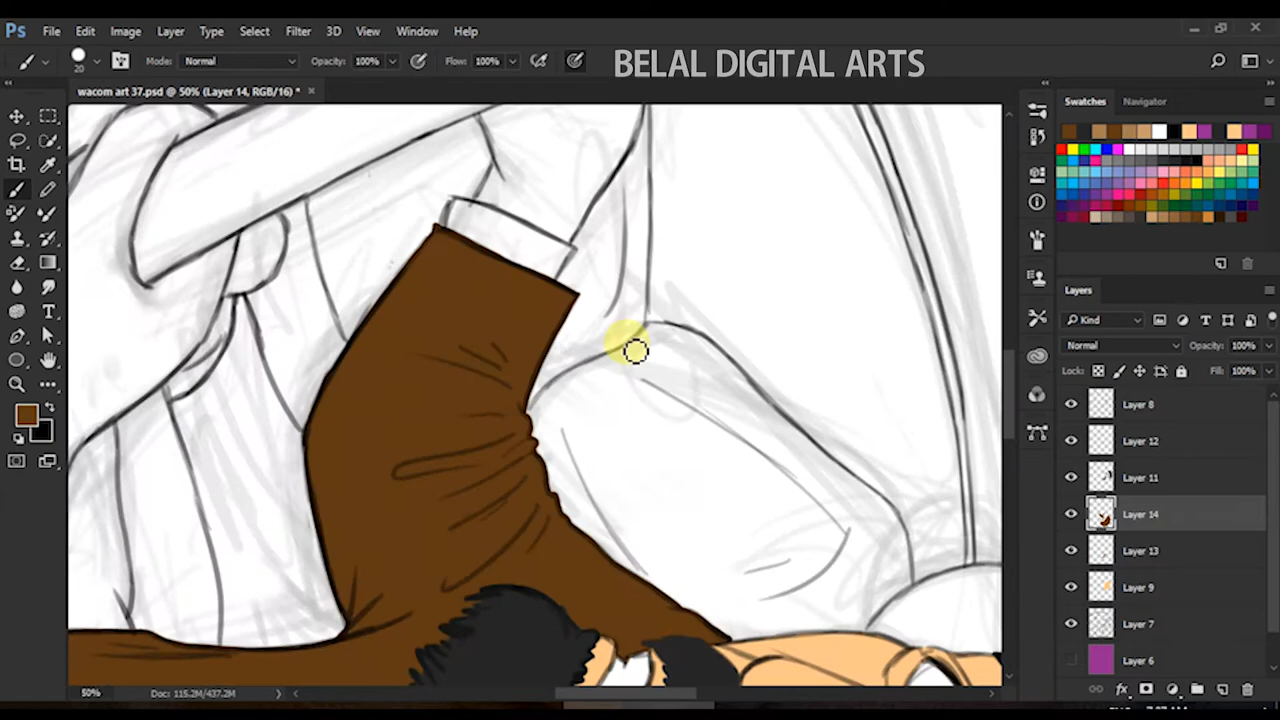 Ps File Edit Image Layer Type Select Filter 3D View Window Help
20 Mode: Normal Opacity: 100% Flow: 100% BELAL DIGITAL ARTS
wacom art 37.psd @ 50% (Layer 14, RGB/16) *
Swatches Navigator
Layers
Kind
Normal Opacity: 100%
Lock: Fill: 100%
Layer 8
Layer 12
Layer 11
Layer 14
Layer 13
Layer 9
Layer 7
Layer 6
50% Doc: 115.2M/437.2M